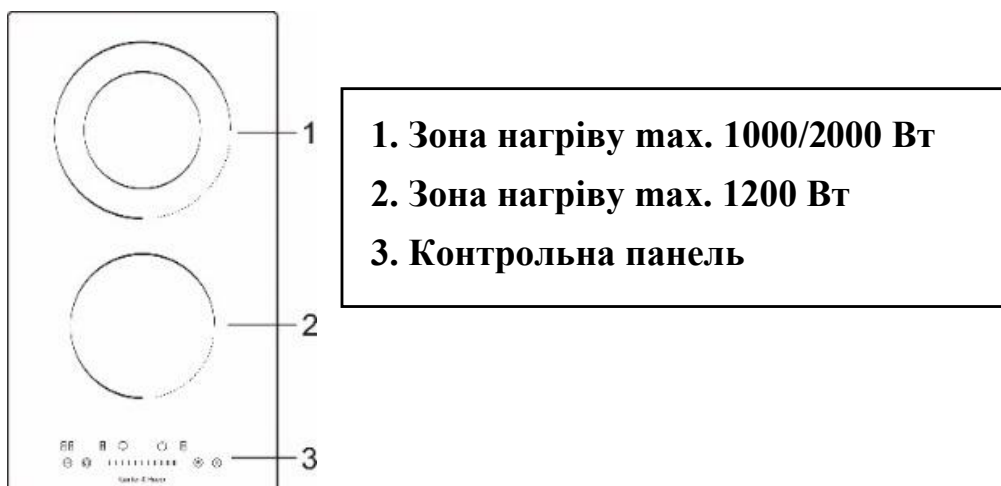 1
1. Зона нагріву max. 1000/2000 Вт
2. Зона нагріву max. 1200 Вт
3. Контрольна панель
2
3